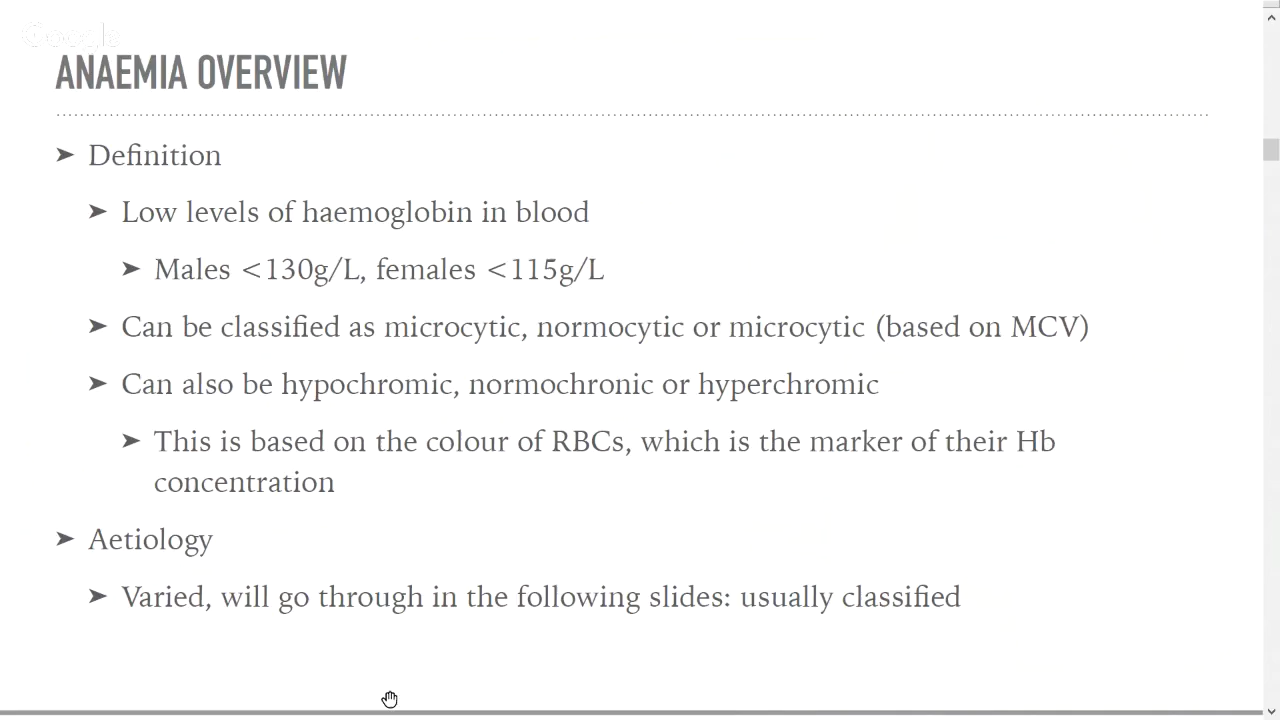 ANAEMIA OVERVIEW
➤ Definition
➤ Low levels of haemoglobin in blood
➤ Males <130g/L, females <115g/L
➤ Can be classified as microcytic, normocytic or microcytic (based on MCV)
➤ Can also be hypochromic, normochronic or hyperchromic
➤ This is based on the colour of RBCs, which is the marker of their Hb
concentration
➤ Aetiology
➤ Varied, will go through in the following slides: usually classified